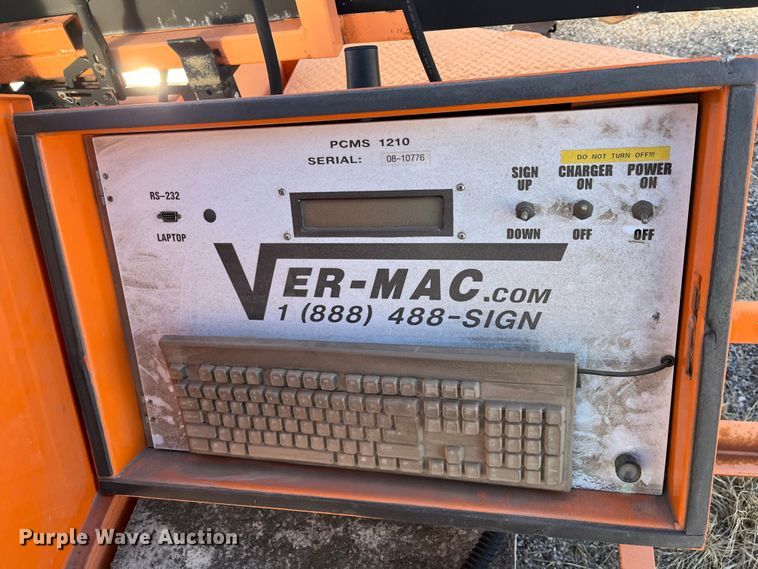 PCMS 1210
SERIAL: 08-10776
DO NOT TURN OFF!!!
SIGN UP
CHARGER ON
POWER ON
RS-232
LAPTOP
DOWN
OFF
OFF
VER-MAC.COM
1 (888) 488-SIGN
Purple Wave Auction